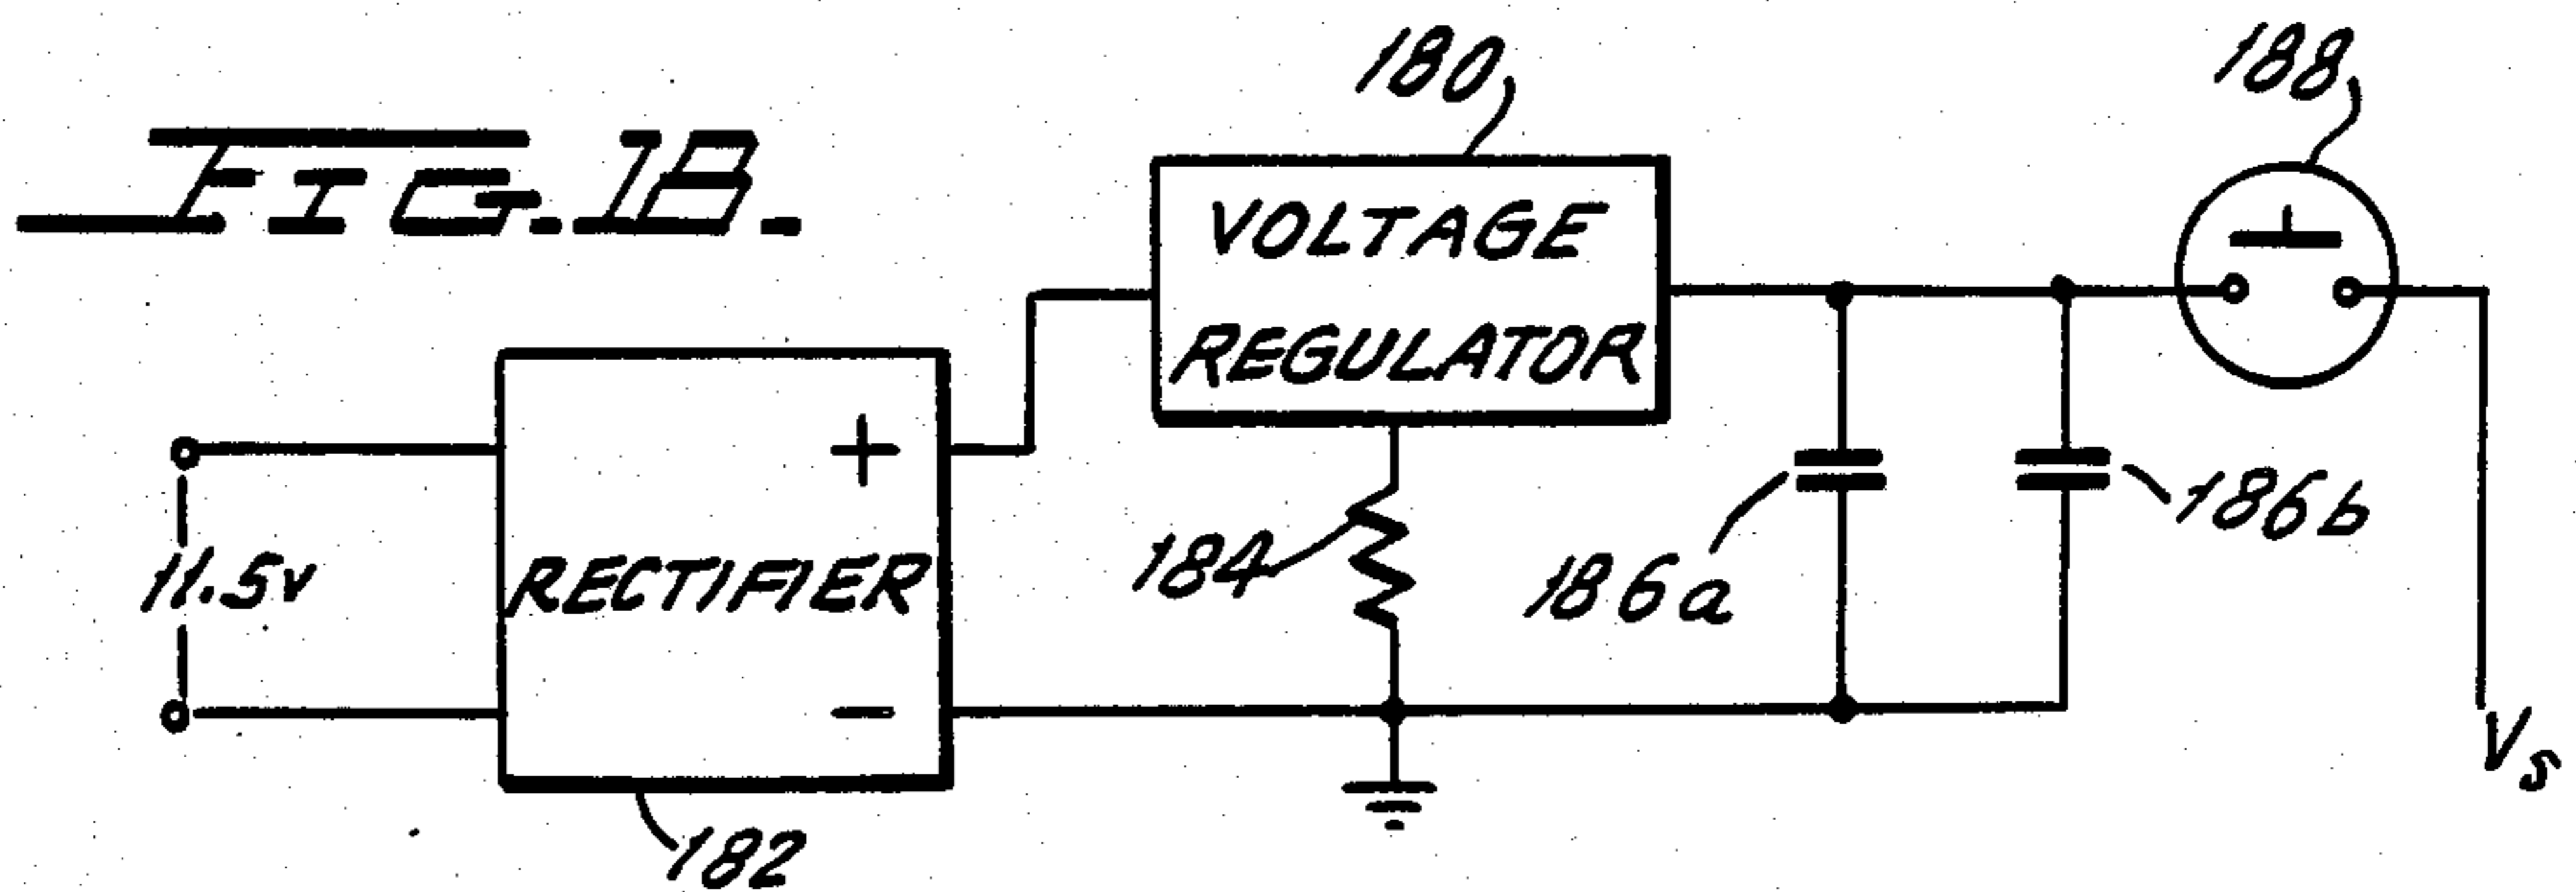 FIG. 1B.
180
188
VOLTAGE
REGULATOR
+
11.5v
RECTIFIER
184
186a
186b
-
182
Vs